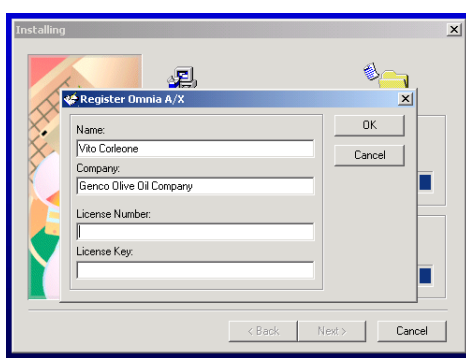 Installing
Register Omnia A/X
Name:
Vito Corleone
Company:
Genco Olive Oil Company
License Number:
License Key:
OK
Cancel
< Back
Next >
Cancel